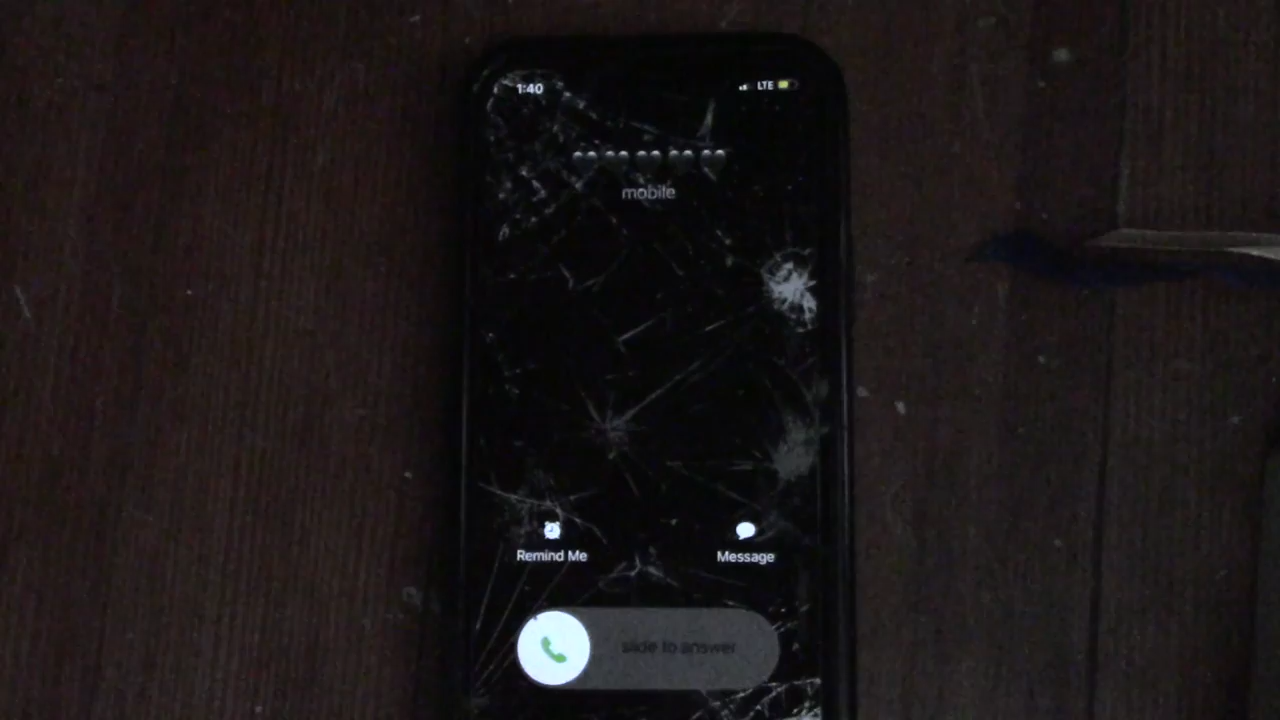 1:40 LTE
🖤🖤🖤🖤🖤
mobile
Remind Me Message
slide to answer